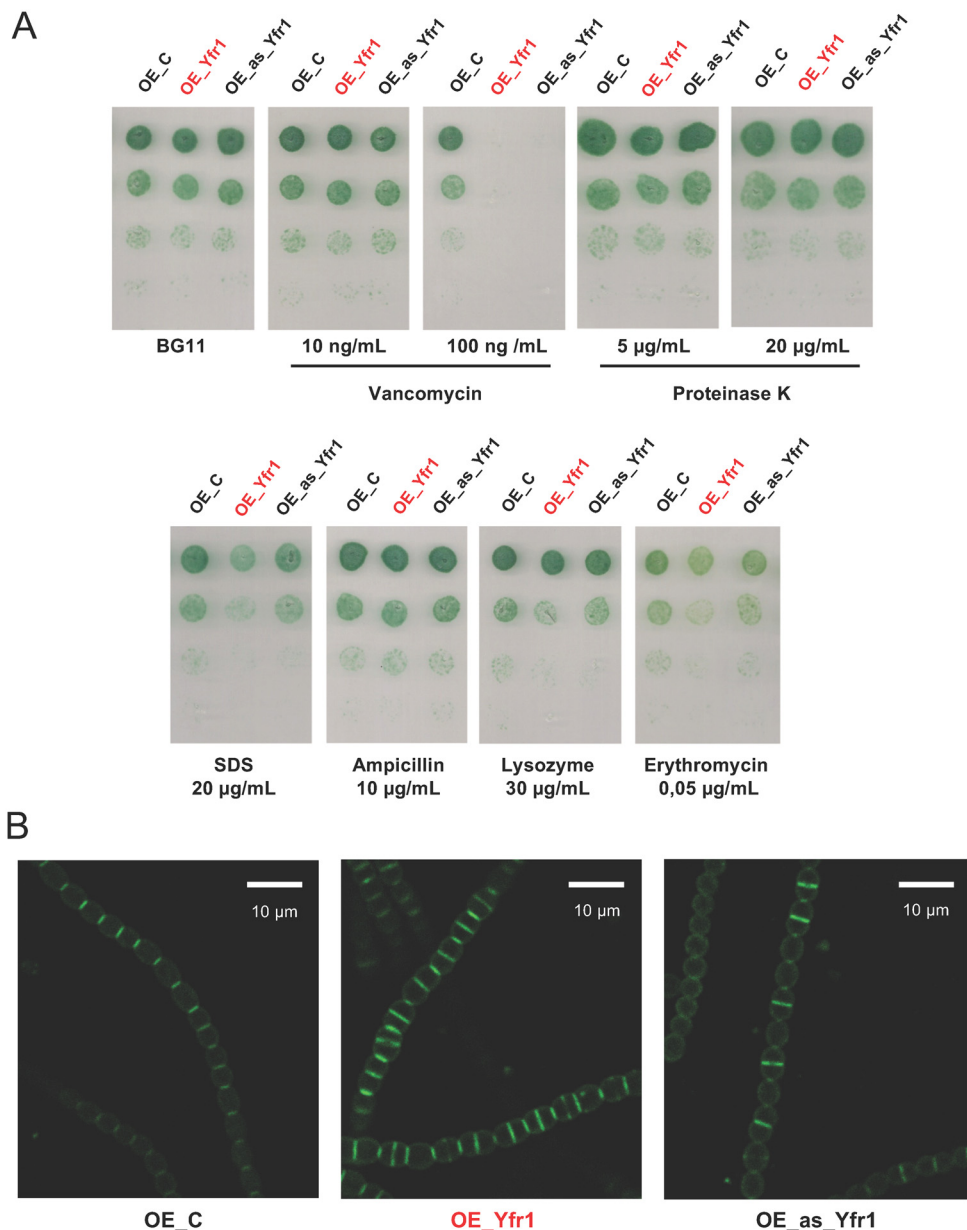 A
OE_C OE_Yfr1 OE_as_Yfr1 OE_C OE_Yfr1 OE_as_Yfr1 OE_C OE_Yfr1 OE_as_Yfr1 OE_C OE_Yfr1 OE_as_Yfr1 OE_C OE_Yfr1 OE_as_Yfr1
BG11 10 ng/mL 100 ng /mL 5 µg/mL 20 µg/mL
Vancomycin Proteinase K
OE_C OE_Yfr1 OE_as_Yfr1 OE_C OE_Yfr1 OE_as_Yfr1 OE_C OE_Yfr1 OE_as_Yfr1 OE_C OE_Yfr1 OE_as_Yfr1
SDS Ampicillin Lysozyme Erythromycin
20 µg/mL 10 µg/mL 30 µg/mL 0,05 µg/mL
B
10 µm 10 µm 10 µm
OE_C OE_Yfr1 OE_as_Yfr1